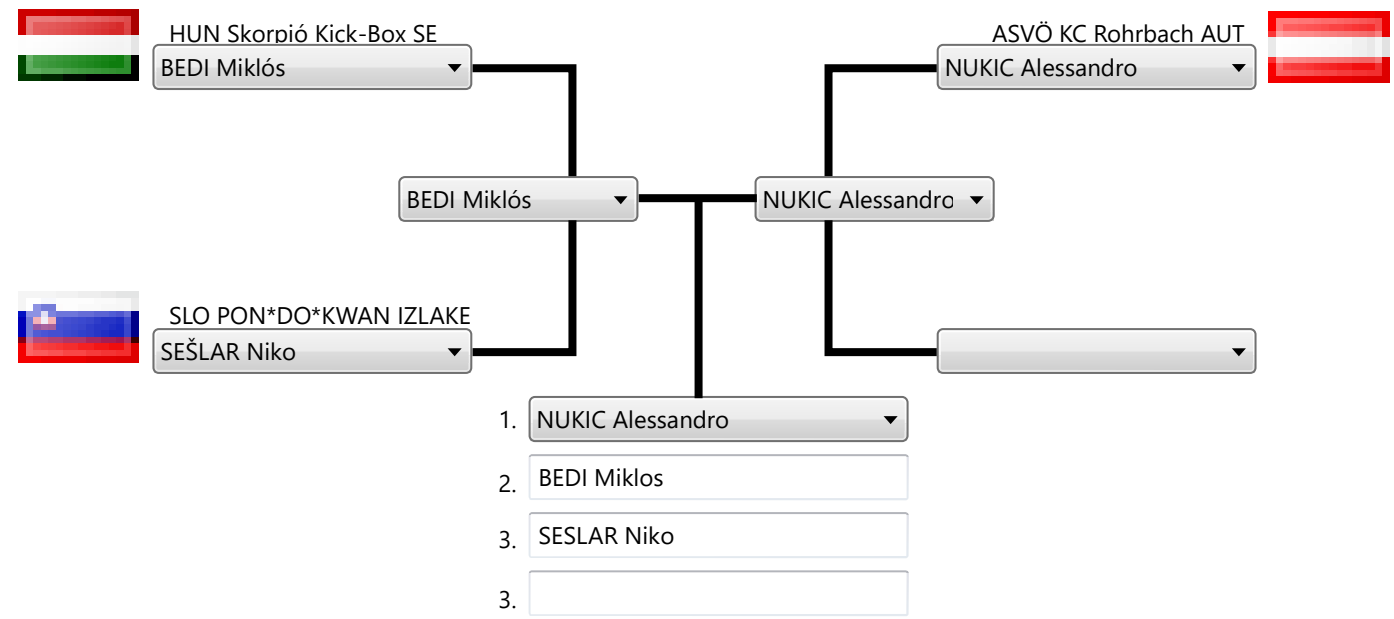 HUN Skorpió Kick-Box SE
BEDI Miklós
ASVÖ KC Rohrbach AUT
NUKIC Alessandro
BEDI Miklós
NUKIC Alessandro
SLO PON*DO*KWAN IZLAKE
SEŠLAR Niko
1. NUKIC Alessandro
2. BEDI Miklos
3. SESLAR Niko
3.